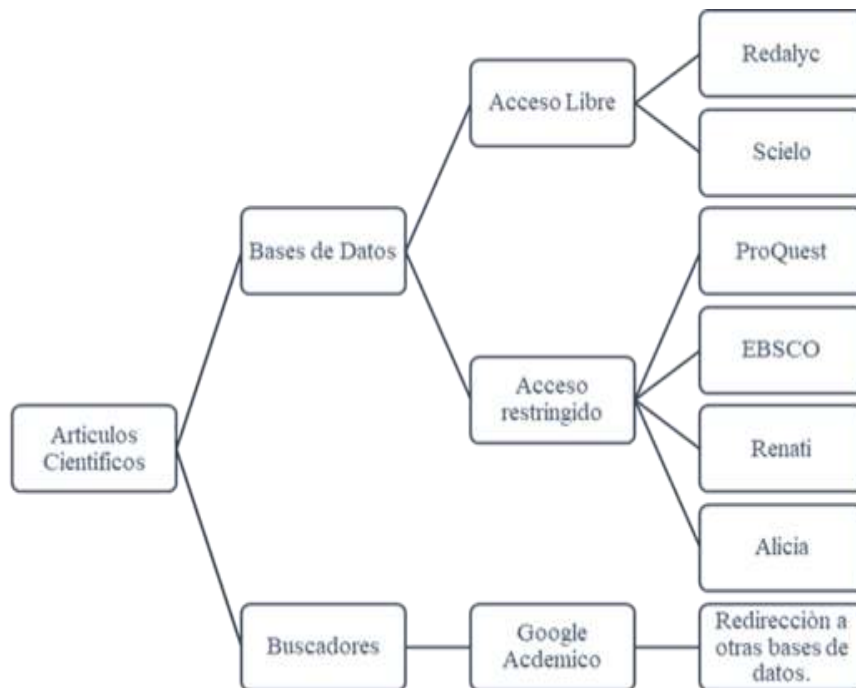 Redalyc
Acceso Libre
Scielo
Bases de Datos
ProQuest
EBSCO
Acceso
restringido
Renati
Articulos
Cientificos
Alicia
Buscadores
Google
Acdemico
Redirecciòn a
otras bases de
datos.